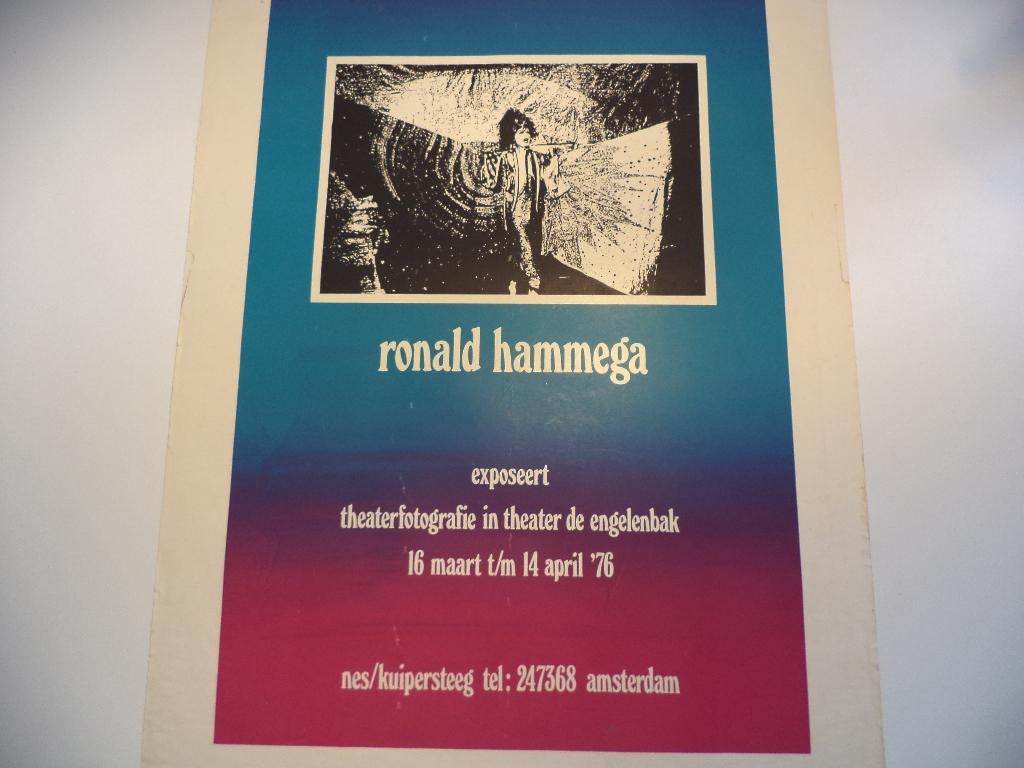 ronald hammega
exposeert
theaterfotografie in theater de engelenbak
16 maart t/m 14 april '76
nes/kuipersteeg tel: 247368 amsterdam